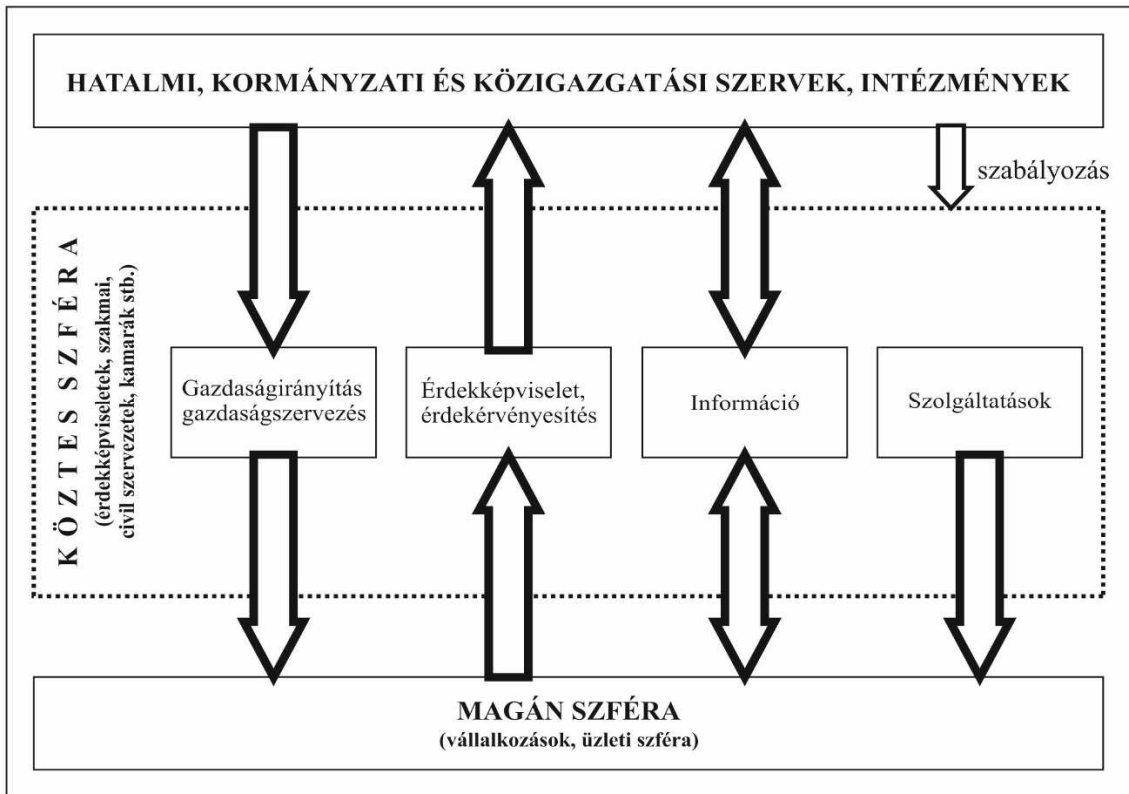 HATALMI, KORMÁNYZATI ÉS KÖZIGAZGATÁSI SZERVEK, INTÉZMÉNYEK
szabályozás
KÖZTES SZFÉRA
(érdekképviseletek, szakmai,
civil szervezetek, kamarák stb.)
Gazdaságirányítás
gazdaságszervezés
Érdekképviselet,
érdekérvényesítés
Információ
Szolgáltatások
MAGÁN SZFÉRA
(vállalkozások, üzleti szféra)